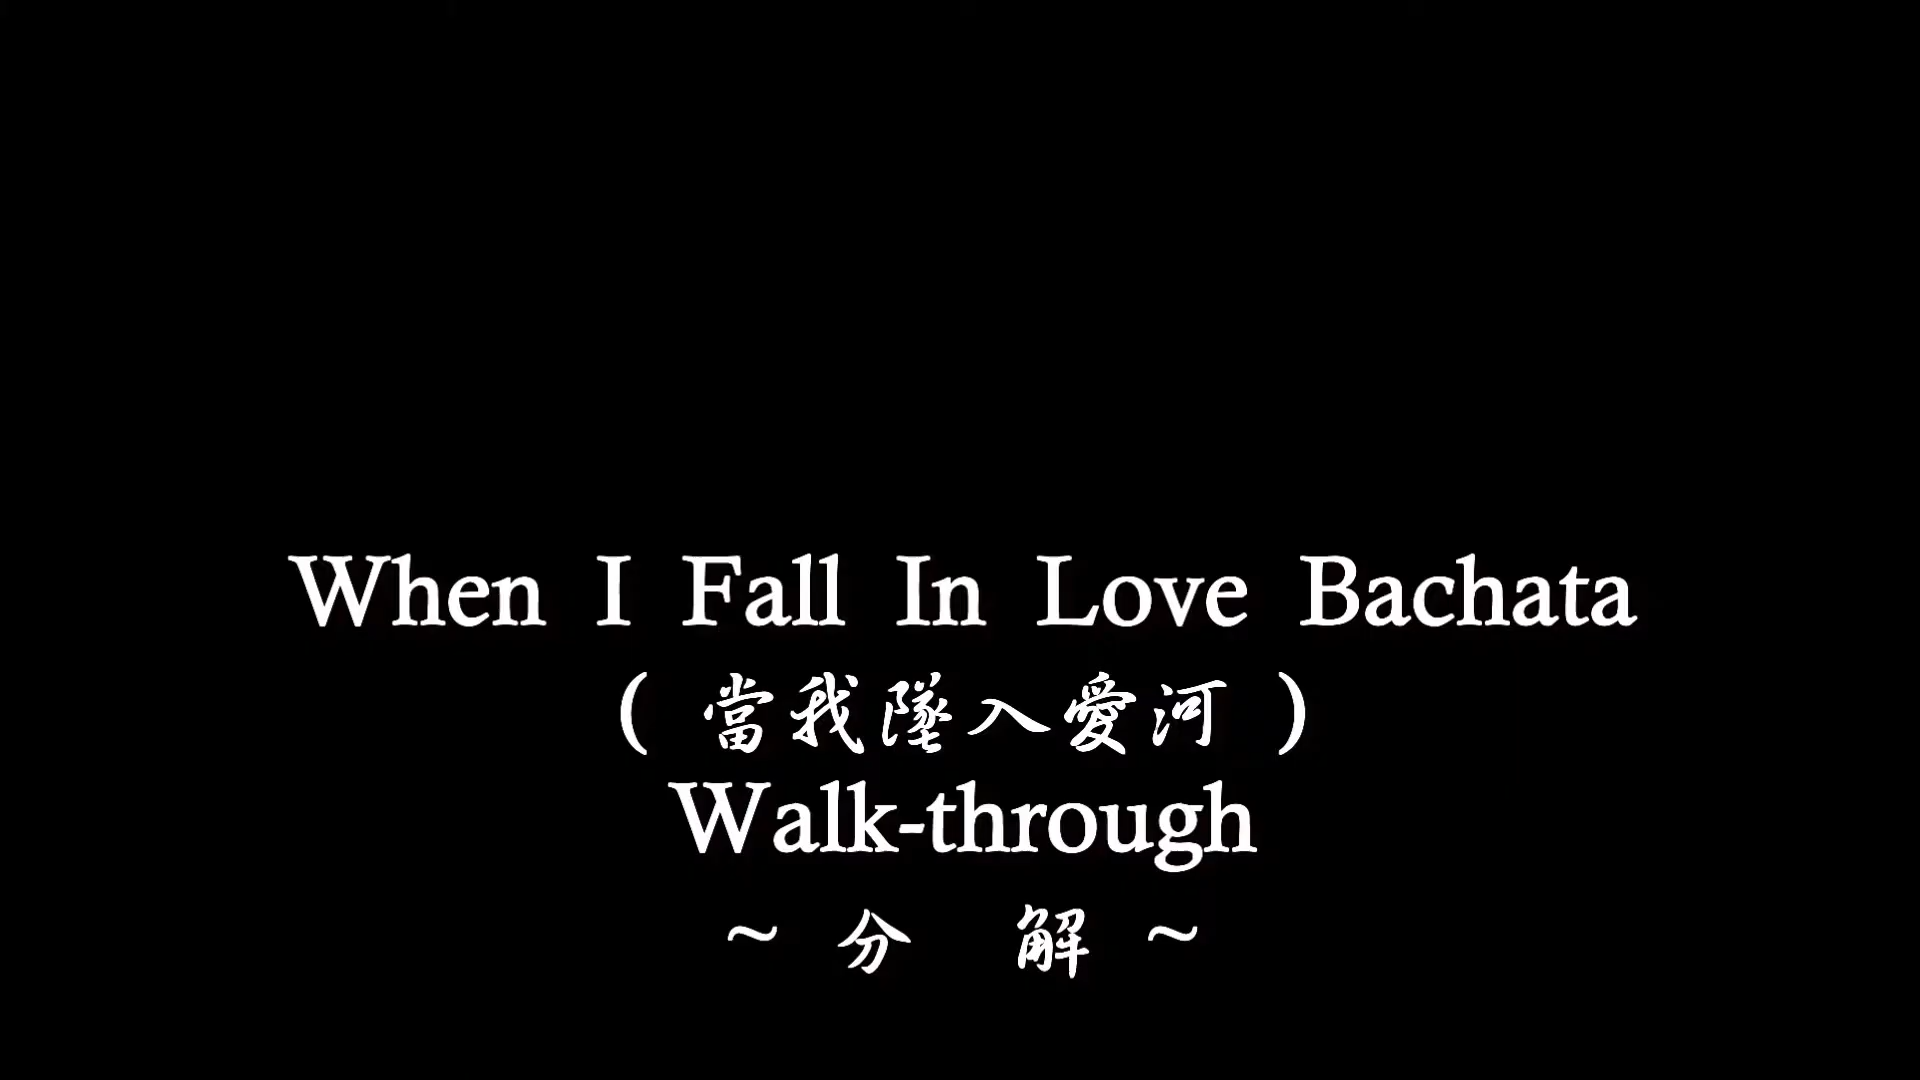 When I Fall In Love Bachata
( 當我墜入愛河 )
Walk-through
~ 分 解 ~